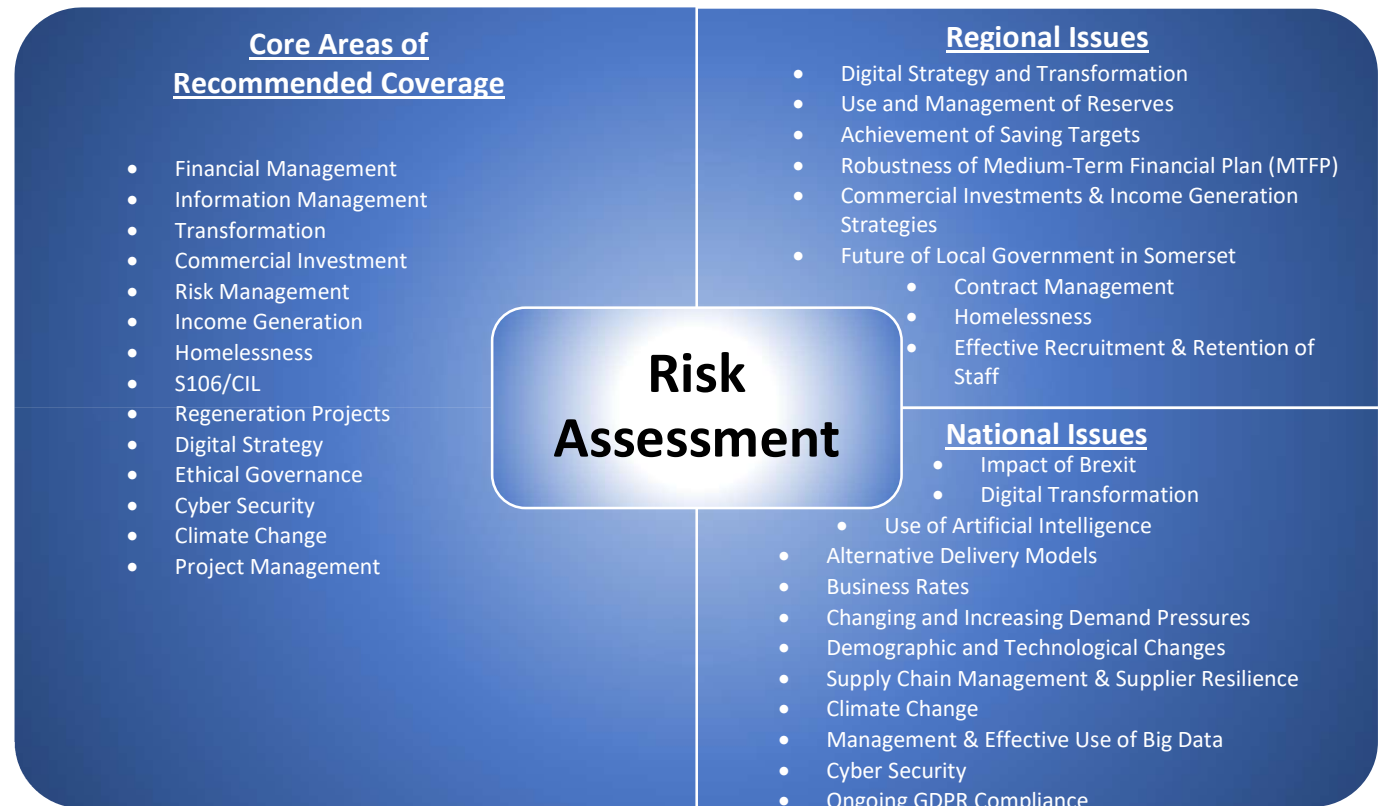 Core Areas of
Recommended Coverage
• Financial Management
• Information Management
• Transformation
• Commercial Investment
• Risk Management
• Income Generation
• Homelessness
• S106/CIL
• Regeneration Projects
• Digital Strategy
• Ethical Governance
• Cyber Security
• Climate Change
• Project Management
Risk
Assessment
Regional Issues
• Digital Strategy and Transformation
• Use and Management of Reserves
• Achievement of Saving Targets
• Robustness of Medium-Term Financial Plan (MTFP)
• Commercial Investments & Income Generation
Strategies
• Future of Local Government in Somerset
• Contract Management
• Homelessness
• Effective Recruitment & Retention of
Staff
National Issues
• Impact of Brexit
• Digital Transformation
• Use of Artificial Intelligence
• Alternative Delivery Models
• Business Rates
• Changing and Increasing Demand Pressures
• Demographic and Technological Changes
• Supply Chain Management & Supplier Resilience
• Climate Change
• Management & Effective Use of Big Data
• Cyber Security
• Ongoing GDPR Compliance